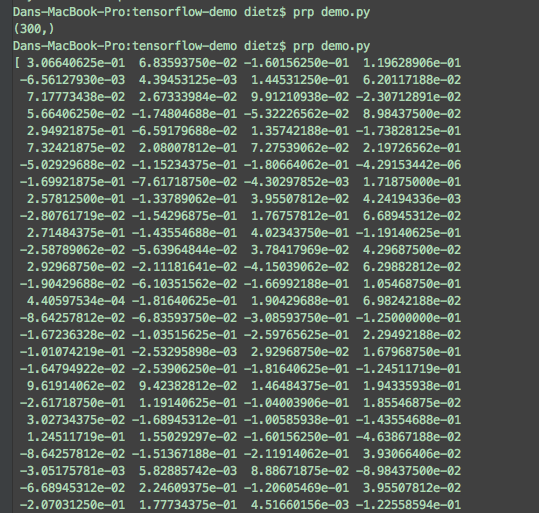 Dans-MacBook-Pro:tensorflow-demo dietz$ prp demo.py
(300,)
Dans-MacBook-Pro:tensorflow-demo dietz$ prp demo.py
[ 3.06640625e-01 6.83593750e-02 -1.60156250e-01 1.19628906e-01
-6.56127930e-03 4.39453125e-03 1.44531250e-01 6.20117188e-02
7.17773438e-02 2.67333984e-02 9.91210938e-02 -2.30712891e-02
5.66406250e-02 -1.74804688e-01 -5.32226562e-02 8.98437500e-02
2.94921875e-01 -6.59179688e-02 1.35742188e-01 -1.73828125e-01
7.32421875e-02 2.08007812e-01 7.27539062e-02 2.19726562e-01
-5.02929688e-02 -1.15234375e-01 -1.80664062e-01 -4.29153442e-06
-1.69921875e-01 -7.61718750e-02 -4.30297852e-03 1.71875000e-01
2.57812500e-01 -1.33789062e-01 3.95507812e-02 4.24194336e-03
-2.80761719e-02 -1.54296875e-01 1.76757812e-01 6.68945312e-02
2.71484375e-01 -1.43554688e-01 4.02343750e-01 -1.19140625e-01
-2.58789062e-02 -5.63964844e-02 3.78417969e-02 4.29687500e-02
2.92968750e-02 -2.11181641e-02 -4.15039062e-02 6.29882812e-02
-1.90429688e-02 -6.10351562e-02 -1.66992188e-01 1.05468750e-01
4.40597534e-04 -1.81640625e-01 1.90429688e-01 6.98242188e-02
-8.64257812e-02 -6.83593750e-02 -3.08593750e-01 -1.25000000e-01
-1.67236328e-02 -1.03515625e-01 -2.59765625e-01 2.29492188e-02
-1.01074219e-01 -2.53295898e-03 2.92968750e-02 1.67968750e-01
-1.64794922e-02 -2.53906250e-01 -1.81640625e-01 -1.24511719e-01
9.61914062e-02 9.42382812e-02 1.46484375e-01 1.94335938e-01
-2.61718750e-01 1.19140625e-01 -1.04003906e-01 1.85546875e-02
3.02734375e-02 -1.68945312e-01 -1.00585938e-01 -1.43554688e-01
1.24511719e-01 1.55029297e-02 -1.60156250e-01 -4.63867188e-02
-8.64257812e-02 -1.51367188e-01 -2.11914062e-01 3.93066406e-02
-3.05175781e-03 5.82885742e-03 8.88671875e-02 -8.98437500e-02
-6.68945312e-02 2.24609375e-01 -1.20605469e-01 3.95507812e-02
-2.07031250e-01 1.77734375e-01 4.51660156e-03 -1.22558594e-01